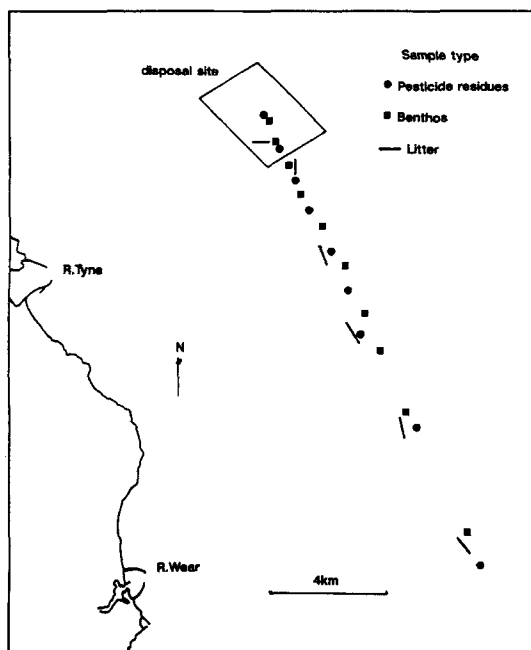 Sample type
disposal site
Pesticide residues
Benthos
Litter
R.Tyne
N
R.Wear
4km